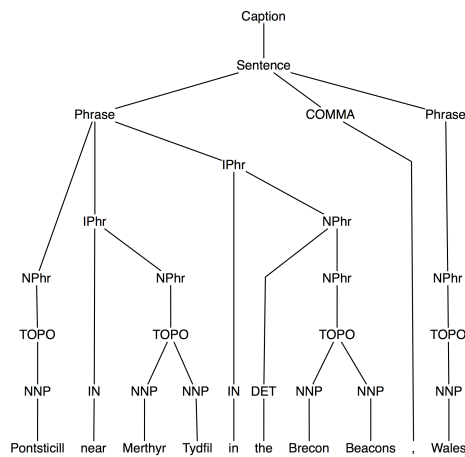 Caption
Sentence
Phrase COMMA Phrase
IPhr
IPhr NPhr
NPhr NPhr NPhr NPhr
TOPO TOPO TOPO TOPO
NNP IN NNP NNP IN DET NNP NNP NNP
Pontsticill near Merthyr Tydfil in the Brecon Beacons , Wales